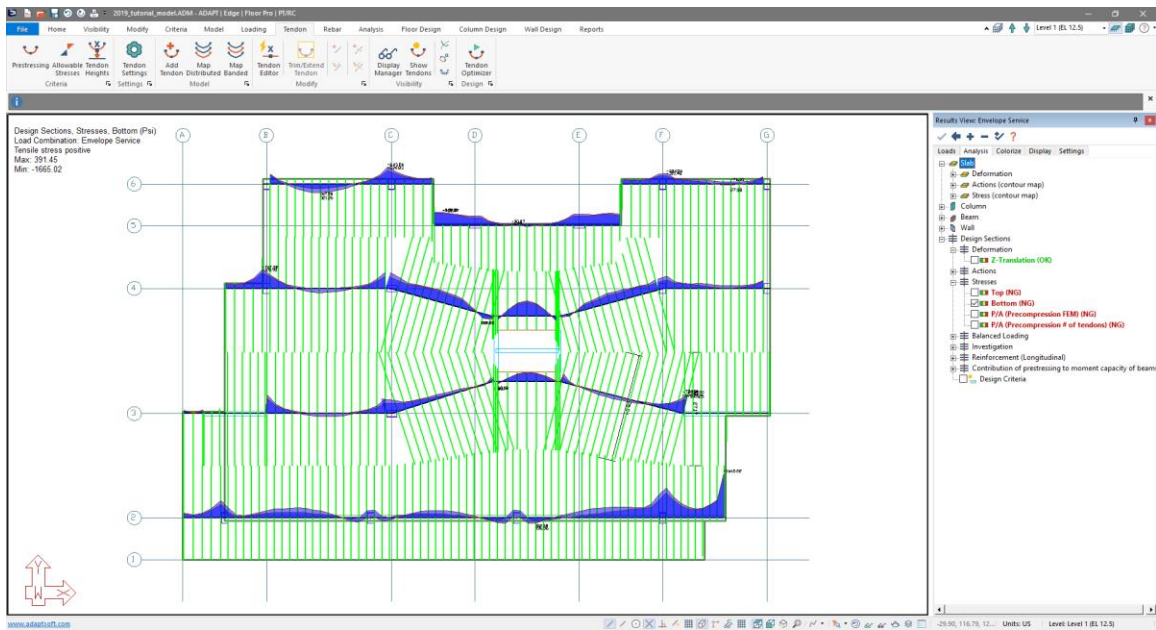 2019_tutorial_model.ADM - ADAPT | Edge | Floor Pro | PT/RC
File Home Visibility Modify Criteria Model Loading Tendon Rebar Analysis Floor Design Column Design Wall Design Reports
Level 1 (EL 12.5)
Prestressing Allowable Stresses Tendon Heights Tendon Settings Add Tendon Map Distributed Map Banded Tendon Editor Trim/Extend Tendon Display Manager Show Tendons Tendon Optimizer
Criteria Settings Model Modify Visibility Design
Design Sections, Stresses, Bottom (Psi)
Load Combination: Envelope Service
Tensile stress positive
Max: 391.45
Min: -1665.02
A B C D E F G
6
5
4
3
2
1
Y
W X
Results View: Envelope Service
Loads Analysis Colorize Display Settings
Slab
Deformation
Actions (contour map)
Stress (contour map)
Column
Beam
Wall
Design Sections
Deformation
Z-Translation (OK)
Actions
Stresses
Top (NG)
Bottom (NG)
P/A (Precompression FEM) (NG)
P/A (Precompression # of tendons) (NG)
Balanced Loading
Investigation
Reinforcement (Longitudinal)
Contribution of prestressing to moment capacity of beam
Design Criteria
www.adaptsoft.com
-29.90, 116.79, 12... Units: US Level: Level 1 (EL 12.5)